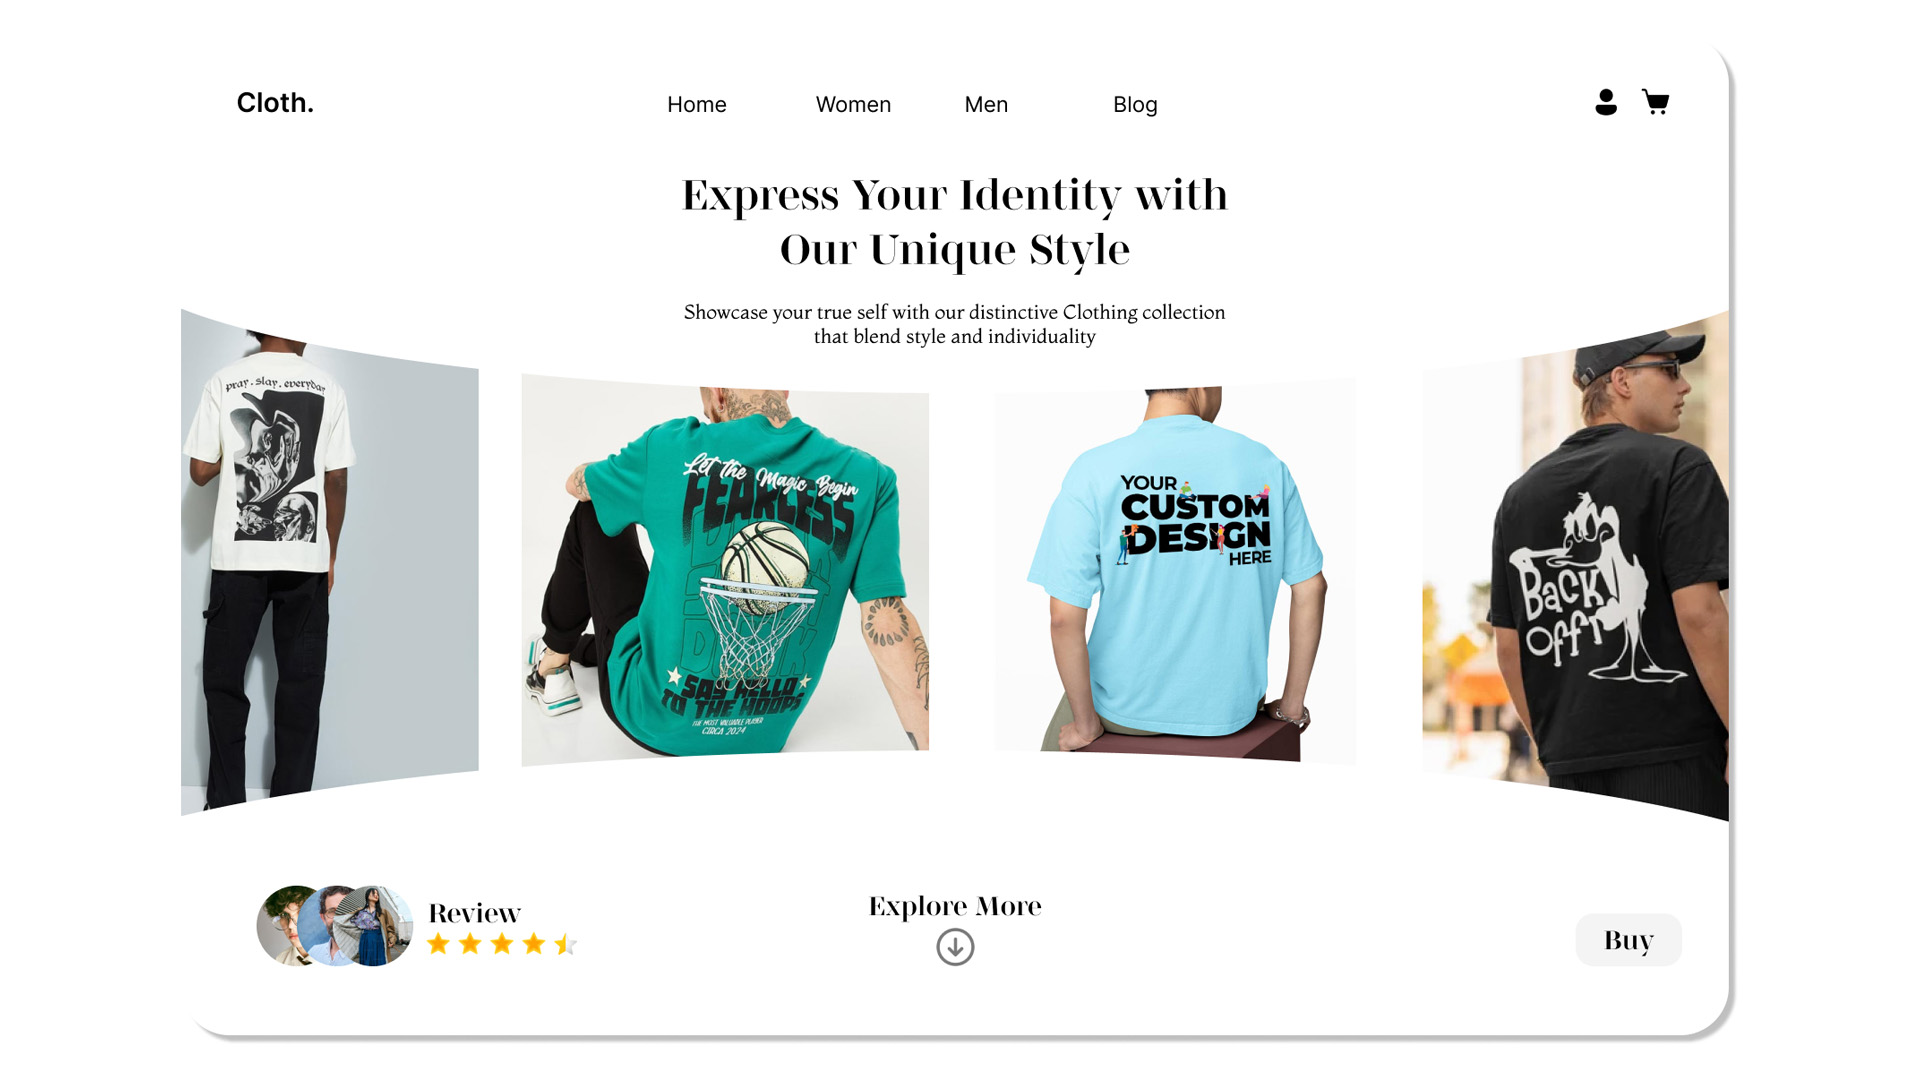 Cloth.
Home
Women
Men
Blog
Express Your Identity with
Our Unique Style
Showcase your true self with our distinctive Clothing collection
that blend style and individuality
pray . slay . everyday
Let the Magic Begin
FEARLESS
SAY HELLO
TO THE HOOPS
THE MOST VALUABLE PLAYER
CIRCA 2024
YOUR
CUSTOM
DESIGN
HERE
Back
off!
Review
Explore More
Buy